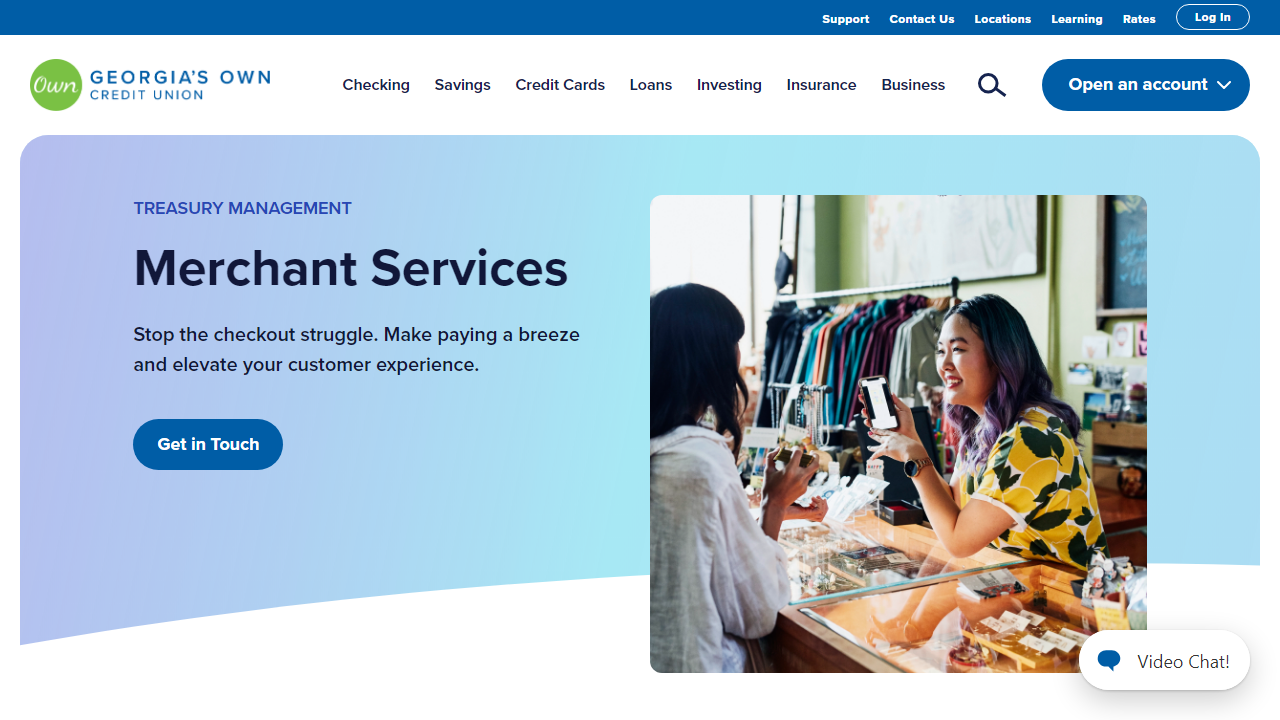 Support Contact Us Locations Learning Rates Log In
Own GEORGIA'S OWN
CREDIT UNION
Checking Savings Credit Cards Loans Investing Insurance Business Open an account
TREASURY MANAGEMENT
Merchant Services
Stop the checkout struggle. Make paying a breeze
and elevate your customer experience.
Get in Touch
Video Chat!